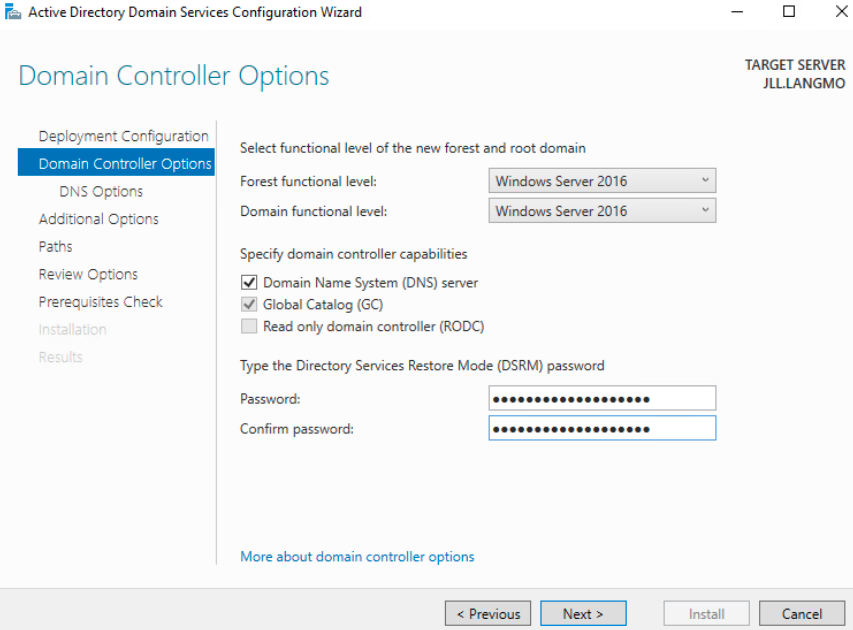 Active Directory Domain Services Configuration Wizard
Domain Controller Options
TARGET SERVER
JLL.LANGMO
Deployment Configuration
Domain Controller Options
DNS Options
Additional Options
Paths
Review Options
Prerequisites Check
Installation
Results
Select functional level of the new forest and root domain
Forest functional level: Windows Server 2016
Domain functional level: Windows Server 2016
Specify domain controller capabilities
Domain Name System (DNS) server
Global Catalog (GC)
Read only domain controller (RODC)
Type the Directory Services Restore Mode (DSRM) password
Password: •••••••••••••••••••
Confirm password: •••••••••••••••••••
More about domain controller options
< Previous Next > Install Cancel